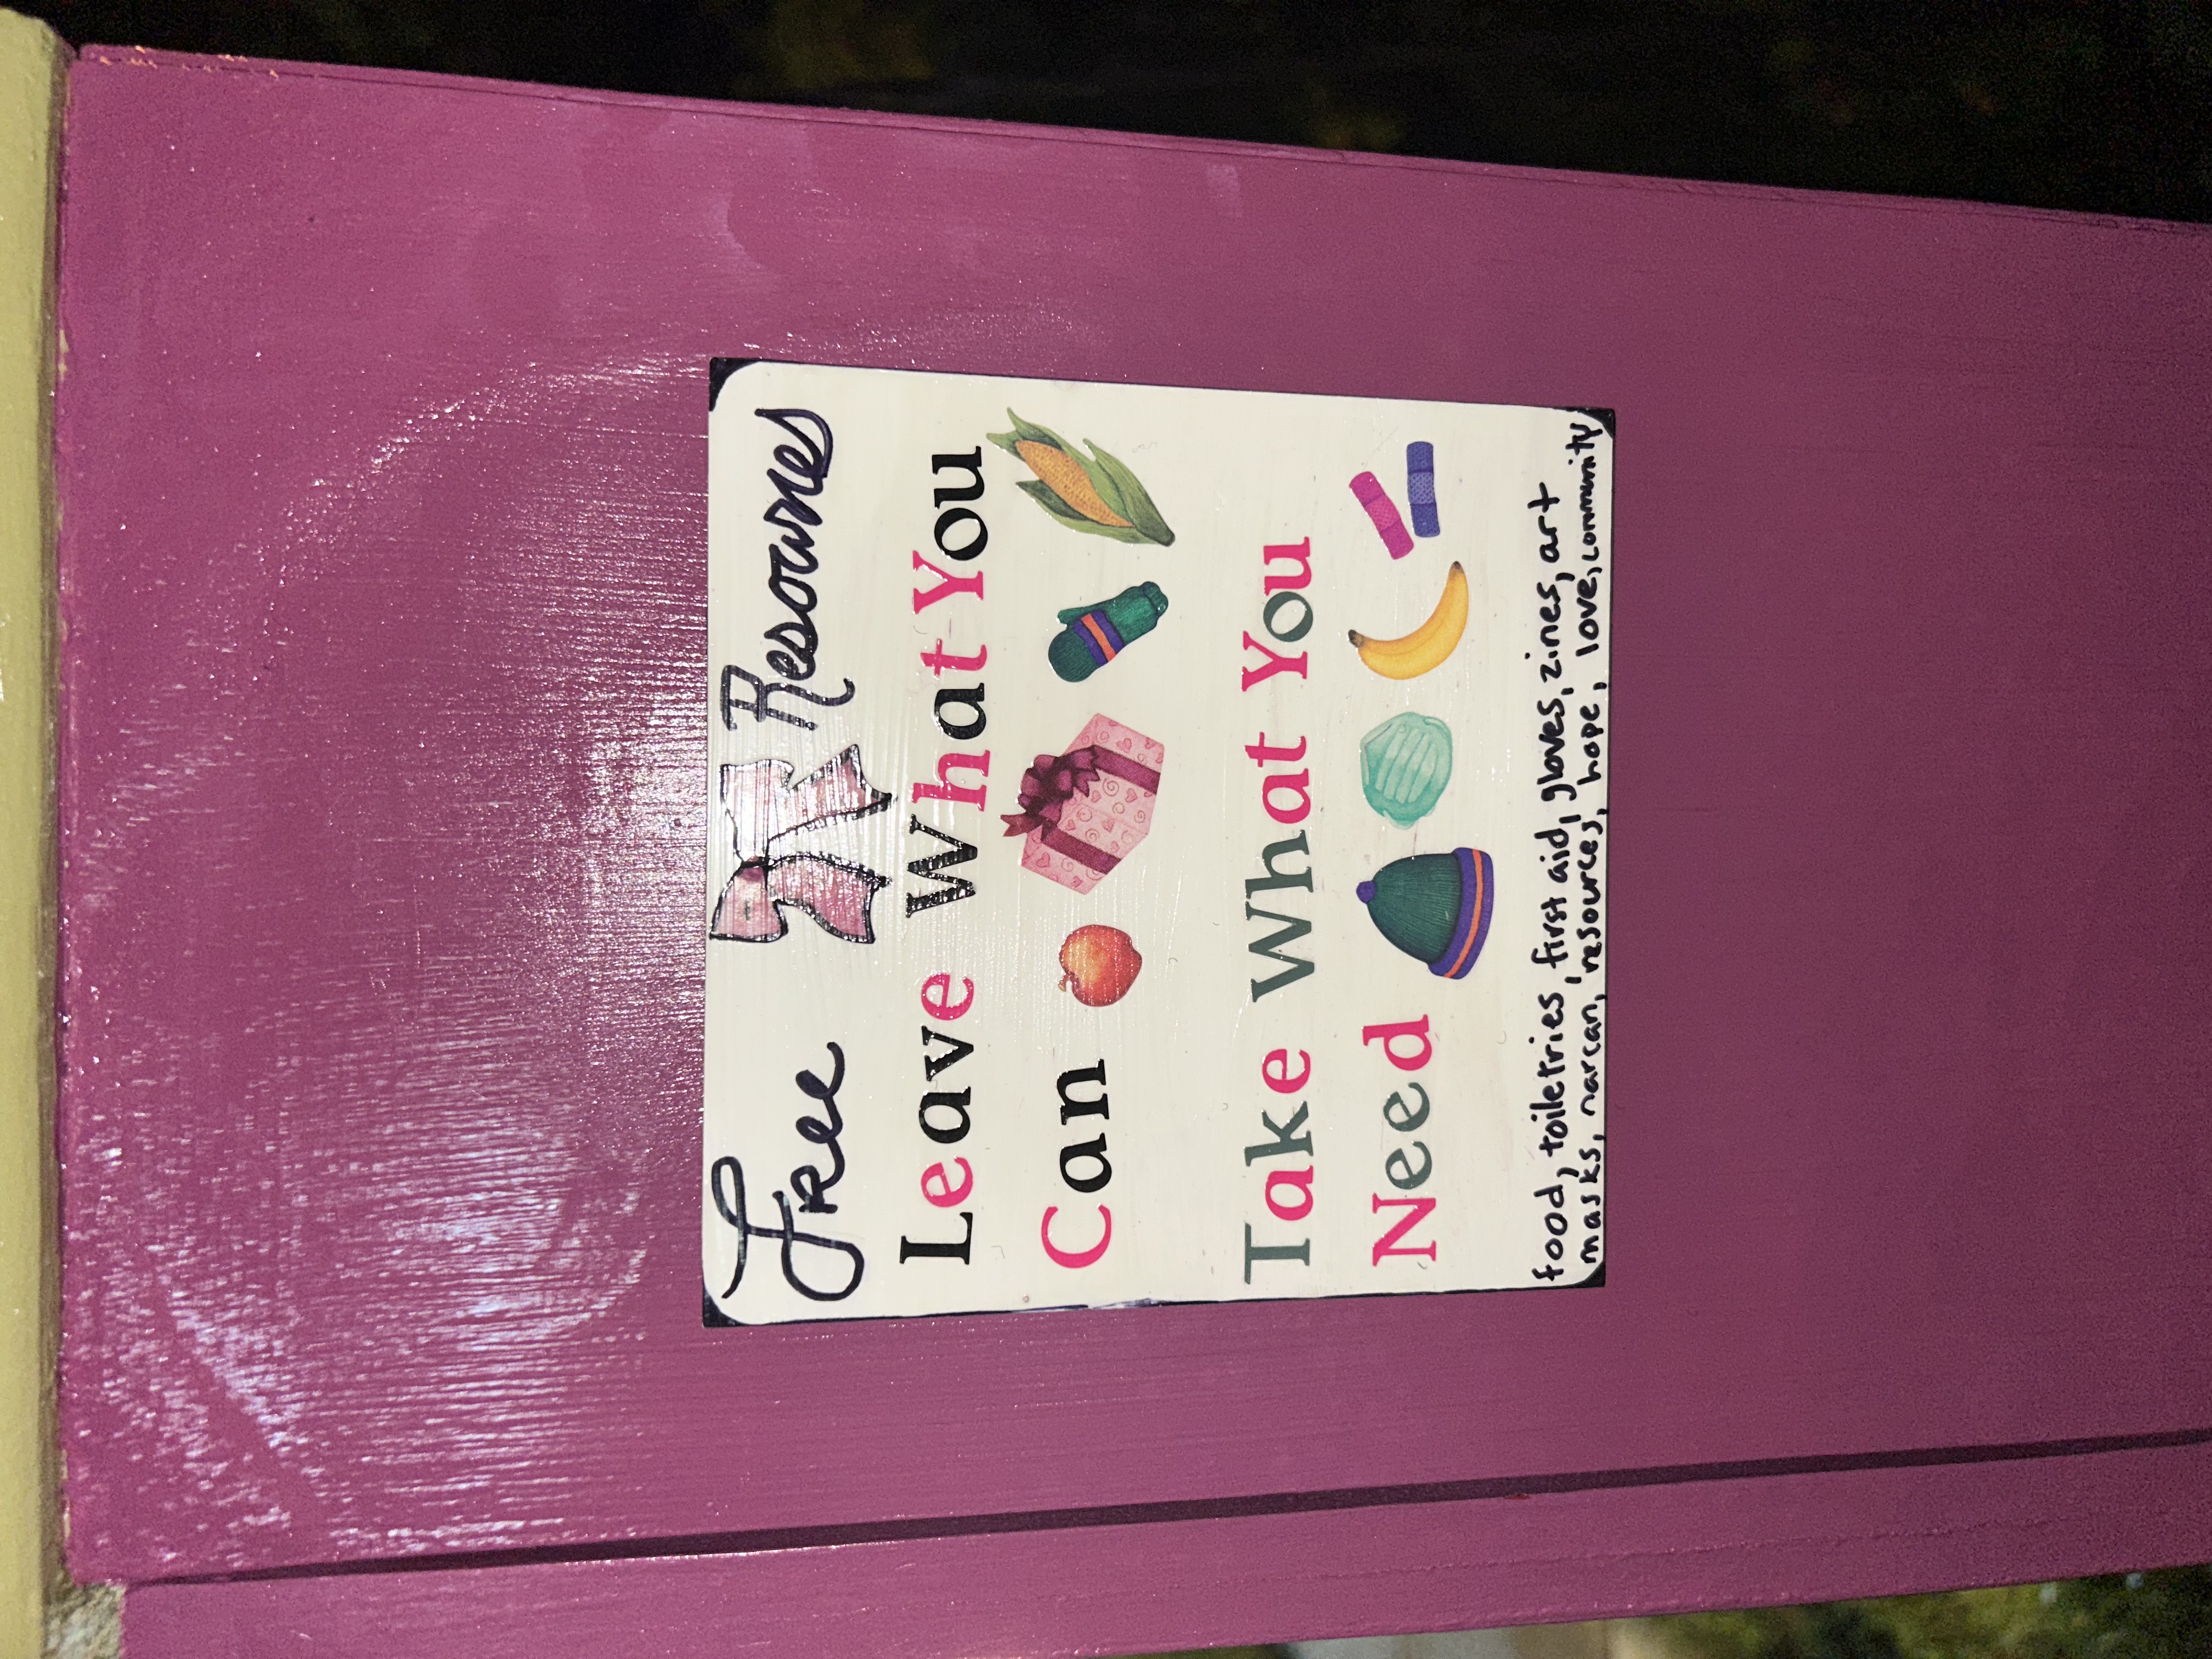 Free Resources
Leave What You
Can
Take What You
Need
food, toiletries, first aid, gloves, zines, art
masks, narcan, resources, hope, love, community